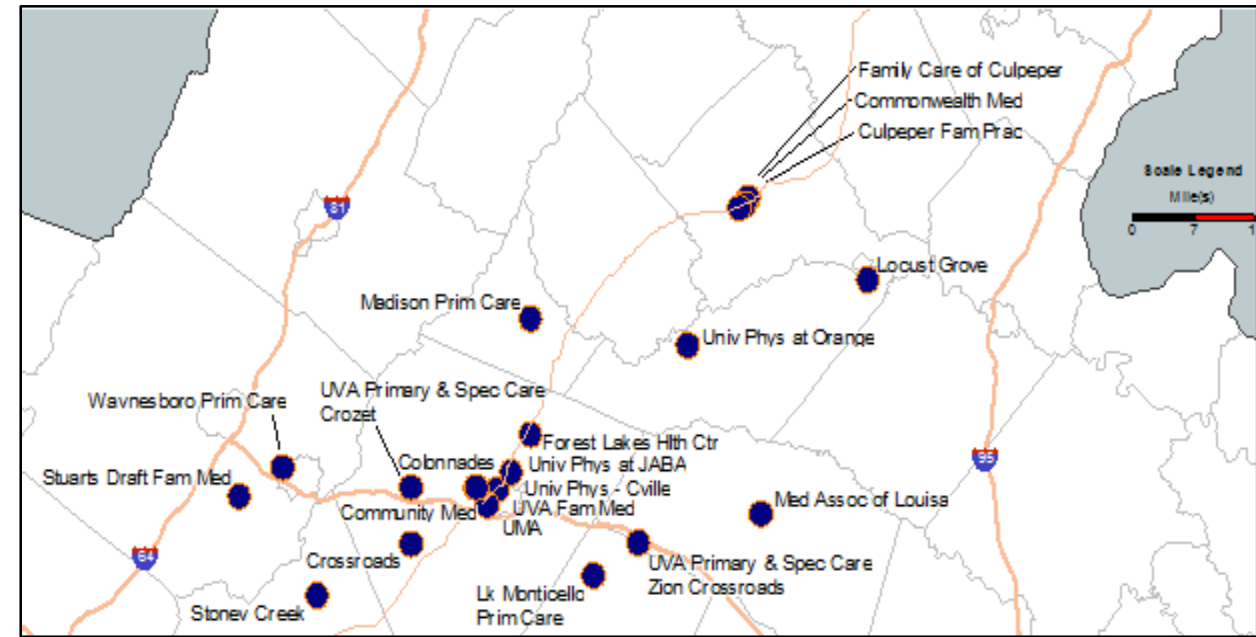 Family Care of Culpeper
Commonwealth Med
Culpeper Fam Prac
Scale Legend
Mile(s)
0 7 1
81
Locust Grove
Madison Prim Care
Univ Phys at Orange
UVA Primary & Spec Care
Crozet
Waynesboro Prim Care
Forest Lakes Hlth Ctr
Colonnades
Univ Phys at JABA
95
Stuarts Draft Fam Med
Univ Phys - Cville
Med Assoc of Louisa
Community Med
UVA Fam Med
UMA
64
Crossroads
UVA Primary & Spec Care
Zion Crossroads
Lk Monticello
Prim Care
Stoney Creek